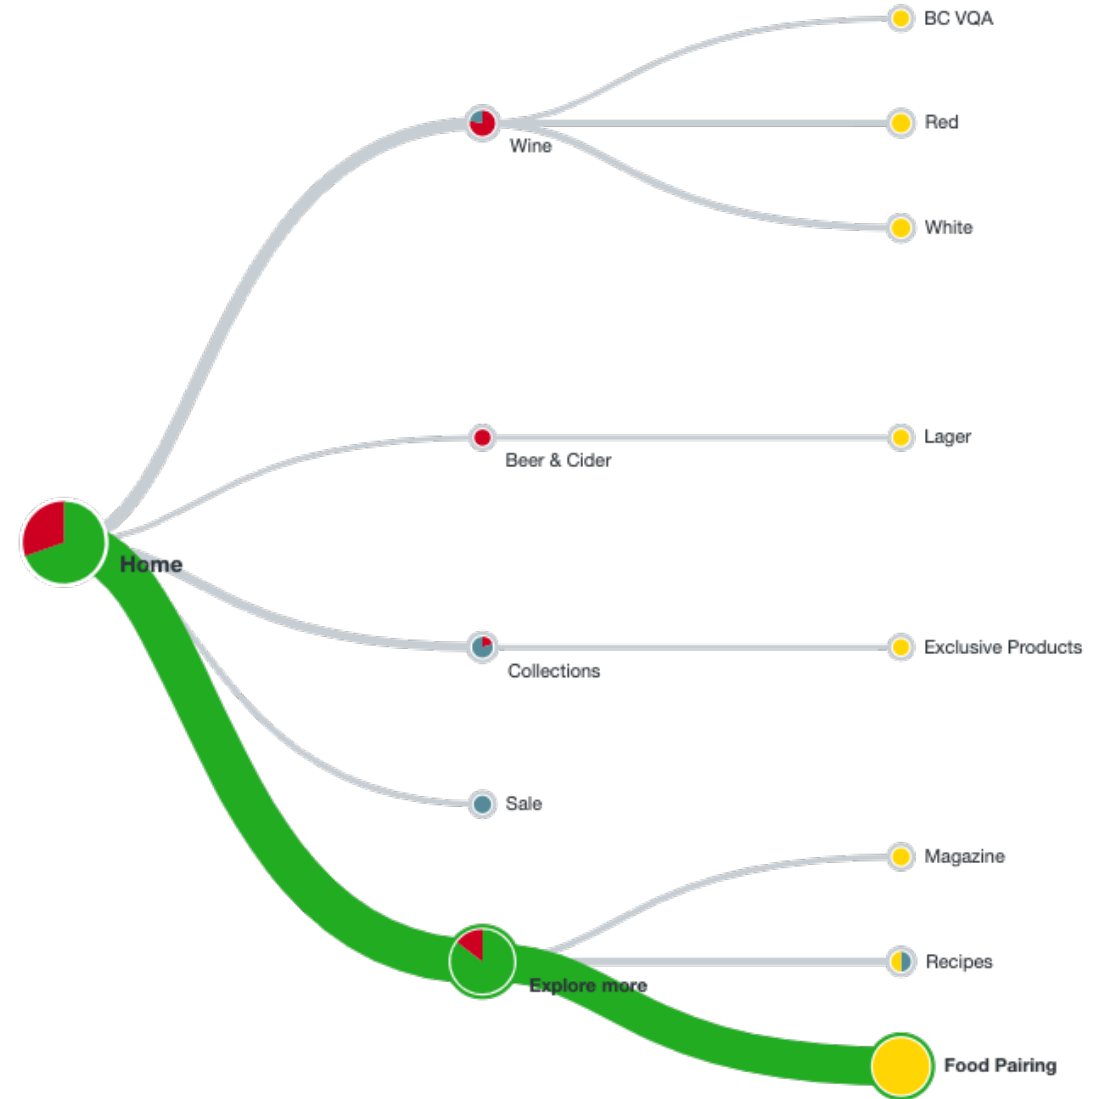 BC VQA
Wine
Red
White
Beer & Cider
Lager
Home
Collections
Exclusive Products
Sale
Magazine
Explore more
Recipes
Food Pairing